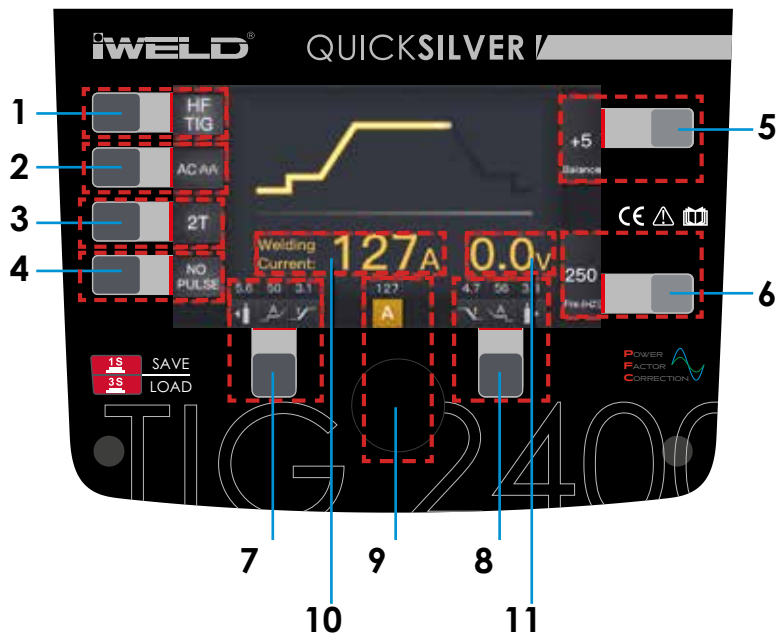 iWELD®
QUICKSILVER
1
HF
TIG
2
AC
3
2T
4
NO
PULSE
+5
Balance
5
CE
Welding
Current:
127A
0.0v
250
6
5.6 50 3.1
127
A
4.7 56
1S SAVE
3S LOAD
POWER
FACTOR
CORRECTION
TIG 2400
7
9
8
10
11